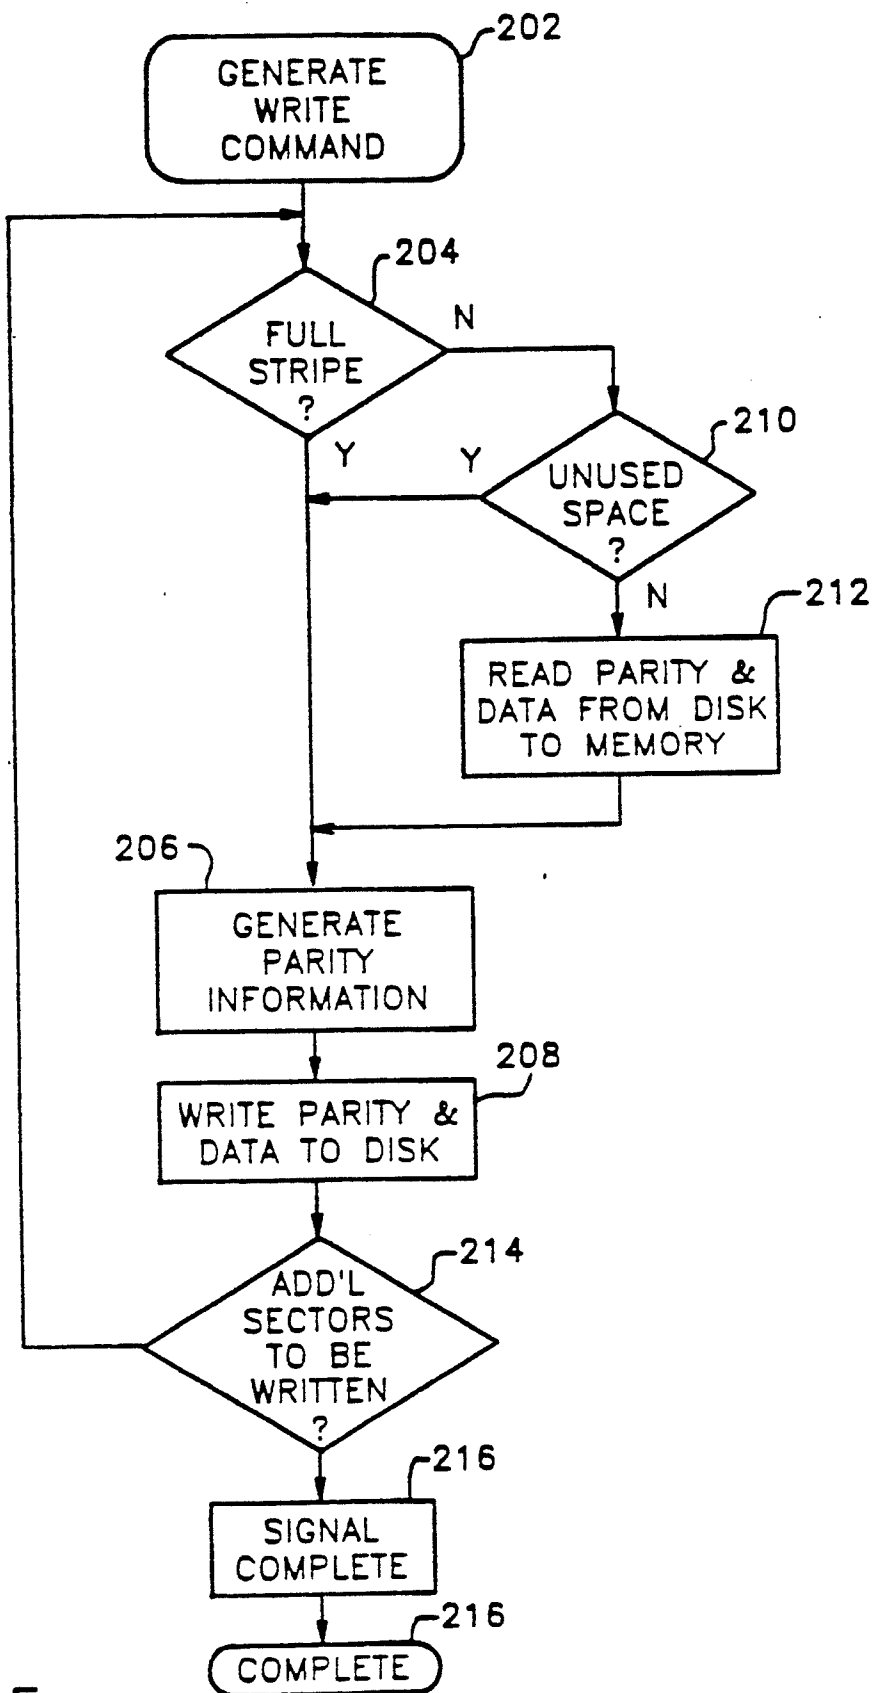 202
GENERATE
WRITE
COMMAND
204
FULL
STRIPE
?
N
Y
210
UNUSED
SPACE
?
Y
N
212
READ PARITY &
DATA FROM DISK
TO MEMORY
206
GENERATE
PARITY
INFORMATION
208
WRITE PARITY &
DATA TO DISK
214
ADD'L
SECTORS
TO BE
WRITTEN
?
216
SIGNAL
COMPLETE
216
COMPLETE